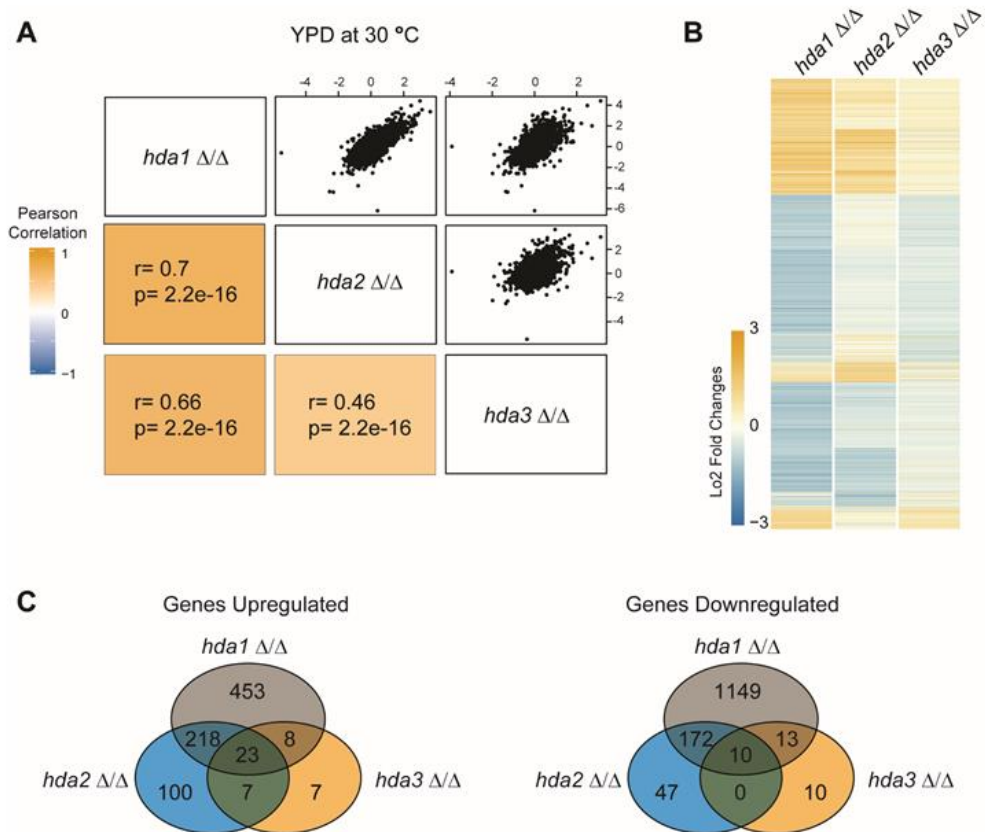 A
YPD at 30 °C
-4 0 2
-4 0 2
hda1 Δ/Δ
4
2
0
-2
-4
-6
Pearson
Correlation
1
0
−1
r= 0.7
p= 2.2e-16
hda2 Δ/Δ
2
0
-2
-4
r= 0.66
p= 2.2e-16
r= 0.46
p= 2.2e-16
hda3 Δ/Δ
B
hda1 Δ/Δ
hda2 Δ/Δ
hda3 Δ/Δ
Lo2 Fold Changes
3
0
−3
C
Genes Upregulated
hda1 Δ/Δ
453
218
8
23
hda2 Δ/Δ
100
7
7
hda3 Δ/Δ
Genes Downregulated
hda1 Δ/Δ
1149
172
13
10
hda2 Δ/Δ
47
0
10
hda3 Δ/Δ